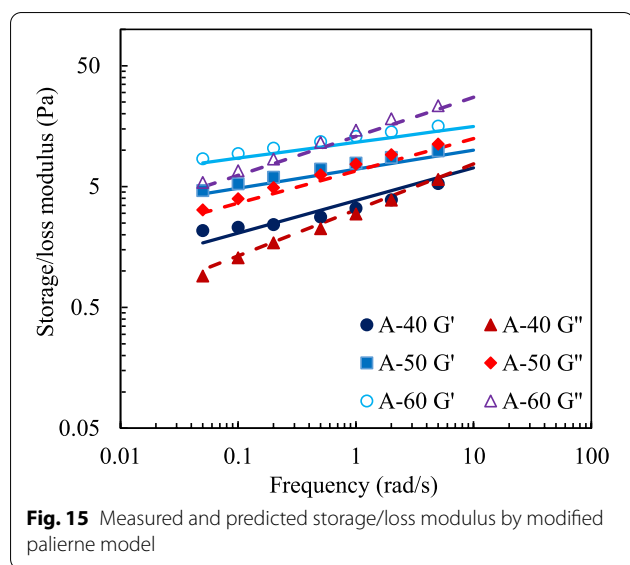 50
5
0.5
0.05
Storage/loss modulus (Pa)
A-40 G' A-40 G"
A-50 G' A-50 G"
A-60 G' A-60 G"
0.01 0.1 1 10 100
Frequency (rad/s)
Fig. 15 Measured and predicted storage/loss modulus by modified
palierne model